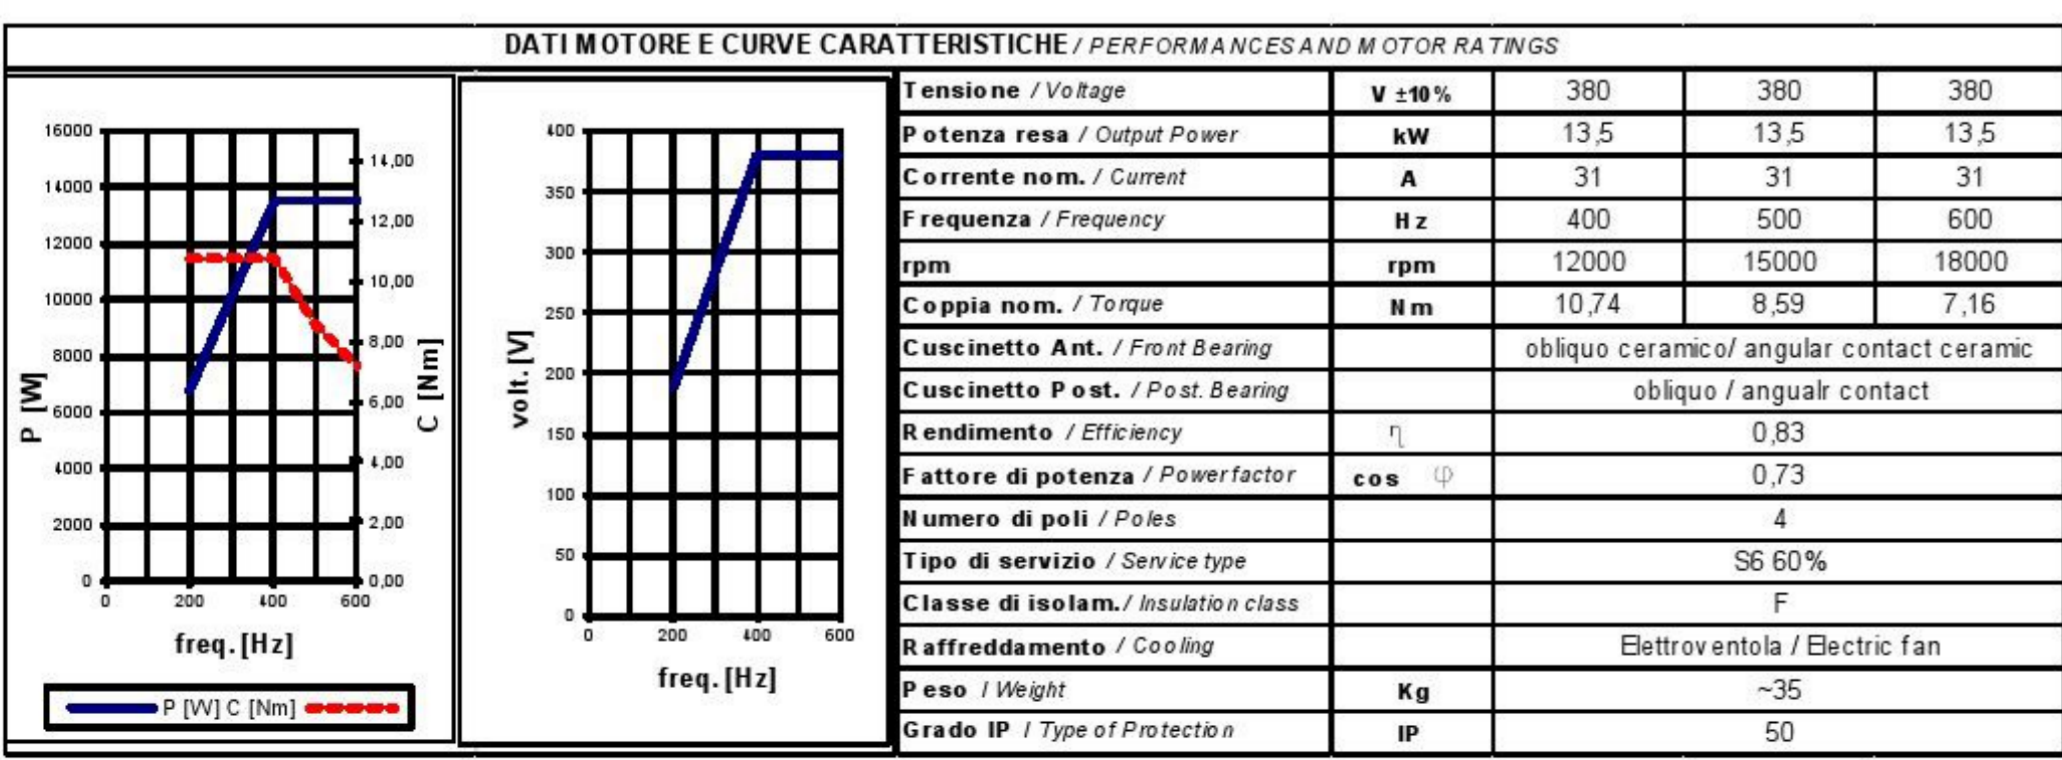 DATI MOTORE E CURVE CARATTERISTICHE / PERFORMANCES AND MOTOR RATINGS
16000
14000
12000
10000
8000
6000
4000
2000
0
P [W]
14,00
12,00
10,00
8,00
6,00
4,00
2,00
0,00
C [Nm]
0 200 400 600
freq. [Hz]
P [W] C [Nm]
400
350
300
250
200
150
100
50
0
volt. [V]
0 200 400 600
freq. [Hz]
Tensione / Voltage V ±10% 380 380 380
Potenza resa / Output Power kW 13,5 13,5 13,5
Corrente nom. / Current A 31 31 31
Frequenza / Frequency Hz 400 500 600
rpm rpm 12000 15000 18000
Coppia nom. / Torque Nm 10,74 8,59 7,16
Cuscinetto Ant. / Front Bearing obliquo ceramico/ angular contact ceramic
Cuscinetto Post. / Post. Bearing obliquo / angualr contact
Rendimento / Efficiency η 0,83
Fattore di potenza / Power factor cos φ 0,73
Numero di poli / Poles 4
Tipo di servizio / Service type S6 60%
Classe di isolam. / Insulation class F
Raffreddamento / Cooling Elettroventola / Electric fan
Peso / Weight Kg ~35
Grado IP / Type of Protection IP 50